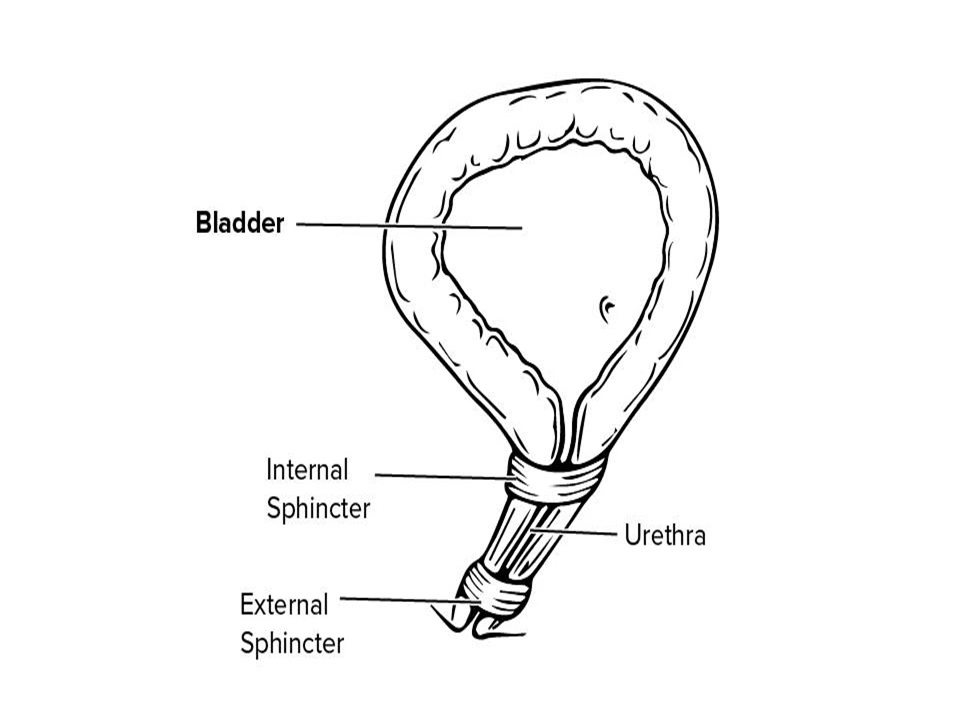 Bladder
Internal
Sphincter
Urethra
External
Sphincter